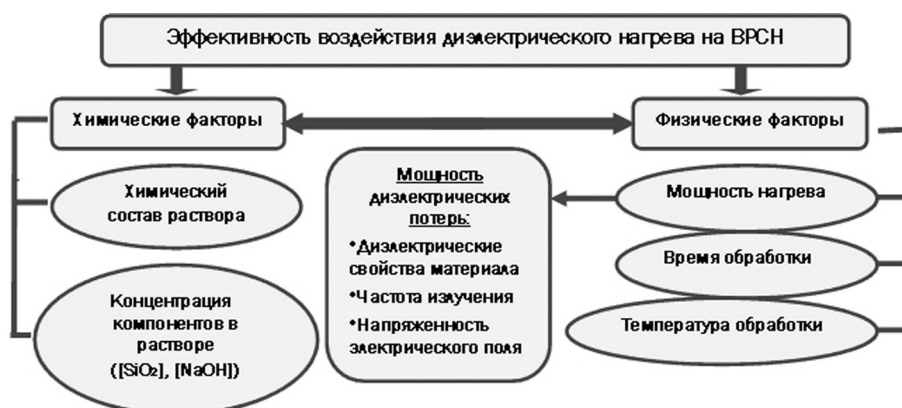 Эффективность воздействия диэлектрического нагрева на ВРСН
Химические факторы
Физические факторы
Химический
состав раствора
Концентрация
компонентов в
растворе
([SiO₂], [NaOH])
Мощность
диэлектрических
потерь:
•Диэлектрические
свойства материала
•Частота излучения
•Напряженность
электрического поля
Мощность нагрева
Время обработки
Температура обработки